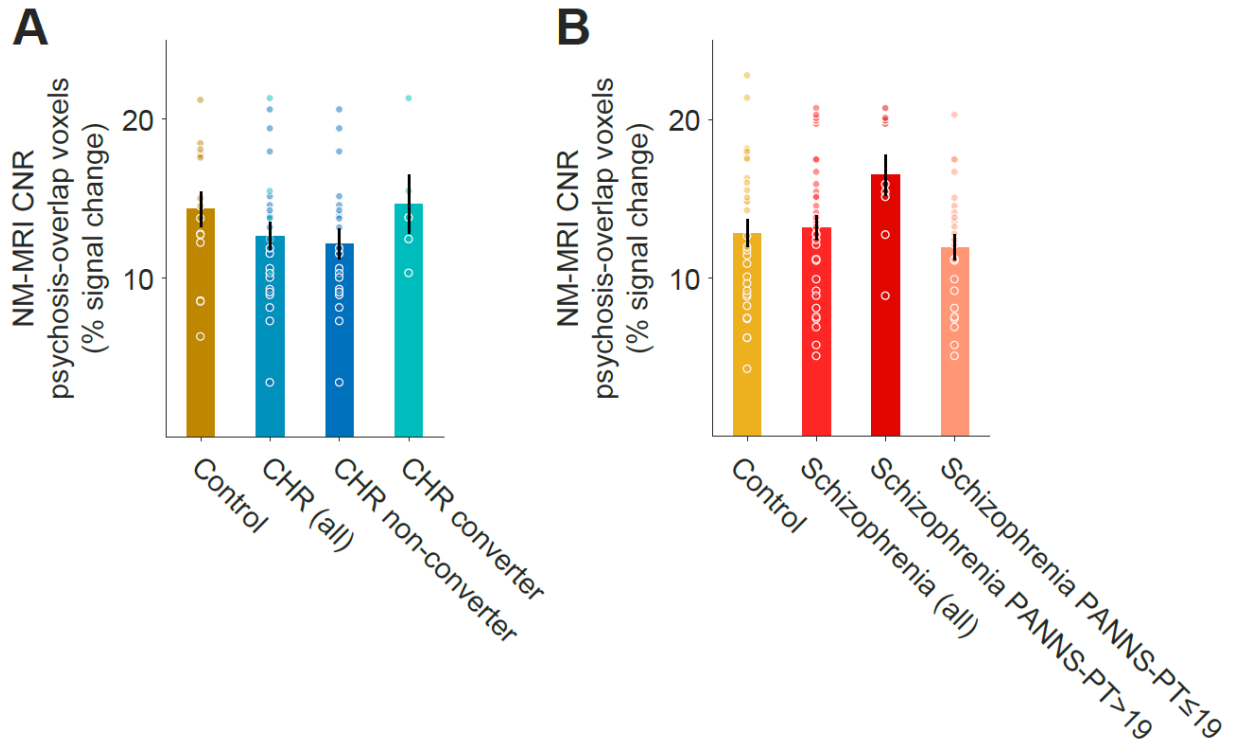 A
NM-MRI CNR
psychosis-overlap voxels
(% signal change)
20
10
Control
CHR (all)
CHR non-converter
CHR converter
B
NM-MRI CNR
psychosis-overlap voxels
(% signal change)
20
10
Control
Schizophrenia (all)
Schizophrenia PANNS-PT>19
Schizophrenia PANNS-PT≤19